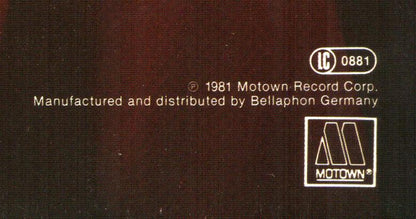 LC 0881
℗ 1981 Motown Record Corp.
Manufactured and distributed by Bellaphon Germany
MOTOWN®